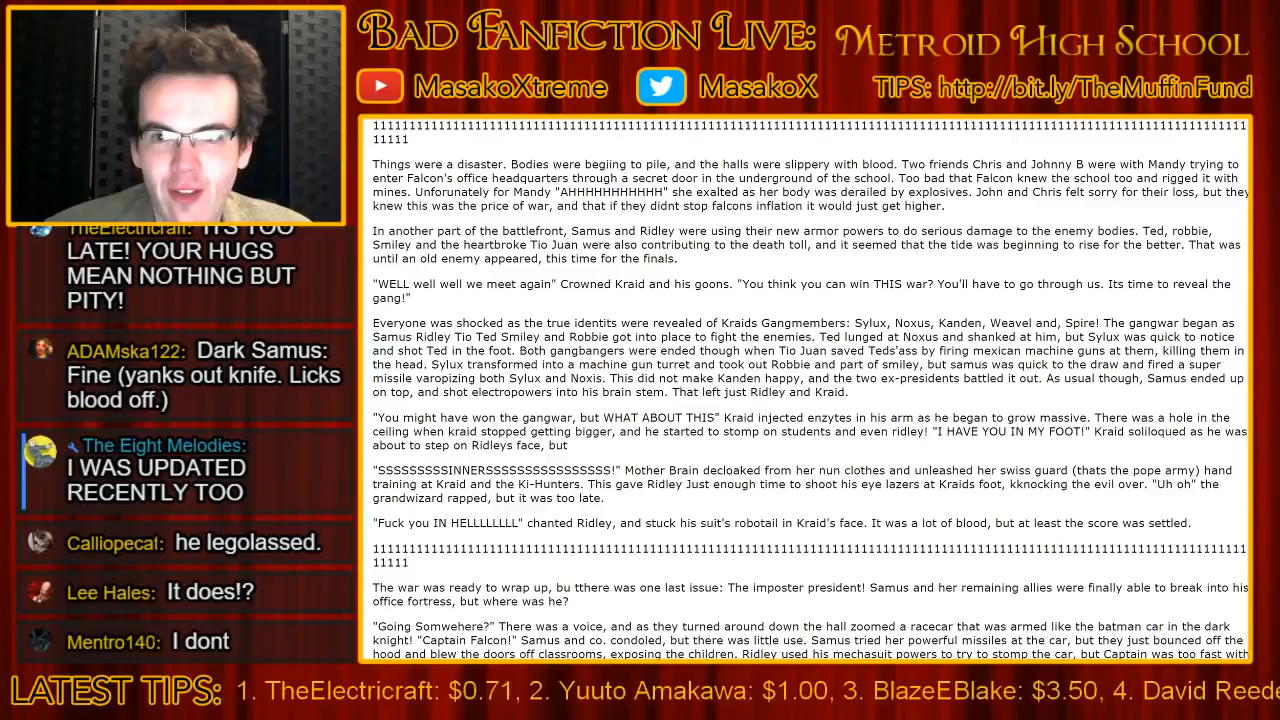 BAD FANFICTION LIVE:
METROID HIGH SCHOOL
MasakoXtreme
MasakoX
TIPS: http://bit.ly/TheMuffinFund
TheElectricraft: ITS TOO
LATE! YOUR HUGS
MEAN NOTHING BUT
PITY!
ADAMska122: Dark Samus:
Fine (yanks out knife. Licks
blood off.)
The Eight Melodies:
I WAS UPDATED
RECENTLY TOO
Calliopecat: he legolassed.
Lee Hales: It does!?
Mentro140: I dont
11111111111111111111111111111111111111111111111111111111111111111111111111111111111111111111111111111111111111111111111111
11111
Things were a disaster. Bodies were begiing to pile, and the halls were slippery with blood. Two friends Chris and Johnny B were with Mandy trying to
enter Falcon's office headquarters through a secret door in the underground of the school. Too bad that Falcon knew the school too and rigged it with
mines. Unforunately for Mandy "AHHHHHHHHHH" she exalted as her body was derailed by explosives. John and Chris felt sorry for their loss, but they
knew this was the price of war, and that if they didnt stop falcons inflation it would just get higher.
In another part of the battlefront, Samus and Ridley were using their new armor powers to do serious damage to the enemy bodies. Ted, robbie,
Smiley and the heartbroke Tio Juan were also contributing to the death toll, and it seemed that the tide was beginning to rise for the better. That was
until an old enemy appeared, this time for the finals.
"WELL well well we meet again" Crowned Kraid and his goons. "You think you can win THIS war? You'll have to go through us. Its time to reveal the
gang!"
Everyone was shocked as the true identits were revealed of Kraids Gangmembers: Sylux, Noxus, Kanden, Weavel and, Spire! The gangwar began as
Samus Ridley Tio Ted Smiley and Robbie got into place to fight the enemies. Ted lunged at Noxus and shanked at him, but Sylux was quick to notice
and shot Ted in the foot. Both gangbangers were ended though when Tio Juan saved Teds'ass by firing mexican machine guns at them, killing them in
the head. Sylux transformed into a machine gun turret and took out Robbie and part of smiley, but samus was quick to the draw and fired a super
missile varopizing both Sylux and Noxis. This did not make Kanden happy, and the two ex-presidents battled it out. As usual though, Samus ended up
on top, and shot electropowers into his brain stem. That left just Ridley and Kraid.
"You might have won the gangwar, but WHAT ABOUT THIS" Kraid injected enzytes in his arm as he began to grow massive. There was a hole in the
ceiling when kraid stopped getting bigger, and he started to stomp on students and even ridley! "I HAVE YOU IN MY FOOT!" Kraid soliloqued as he was
about to step on Ridleys face, but
"SSSSSSSSSINNERSSSSSSSSSSSSSSSS!" Mother Brain decloaked from her nun clothes and unleashed her swiss guard (thats the pope army) hand
training at Kraid and the Ki-Hunters. This gave Ridley Just enough time to shoot his eye lazers at Kraids foot, kknocking the evil over. "Uh oh" the
grandwizard rapped, but it was too late.
"Fuck you IN HELLLLLLLL" chanted Ridley, and stuck his suit's robotail in Kraid's face. It was a lot of blood, but at least the score was settled.
11111111111111111111111111111111111111111111111111111111111111111111111111111111111111111111111111111111111111111111111111
11111
The war was ready to wrap up, bu tthere was one last issue: The imposter president! Samus and her remaining allies were finally able to break into his
office fortress, but where was he?
"Going Somwehere?" There was a voice, and as they turned around down the hall zoomed a racecar that was armed like the batman car in the dark
knight! "Captain Falcon!" Samus and co. condoled, but there was little use. Samus tried her powerful missiles at the car, but they just bounced off the
hood and blew the doors off classrooms, exposing the children. Ridley used his mechasuit powers to try to stomp the car, but Captain was too fast with
LATEST TIPS: 1. TheElectricraft: $0.71, 2. Yuuto Amakawa: $1.00, 3. BlazeEBlake: $3.50, 4. David Reede